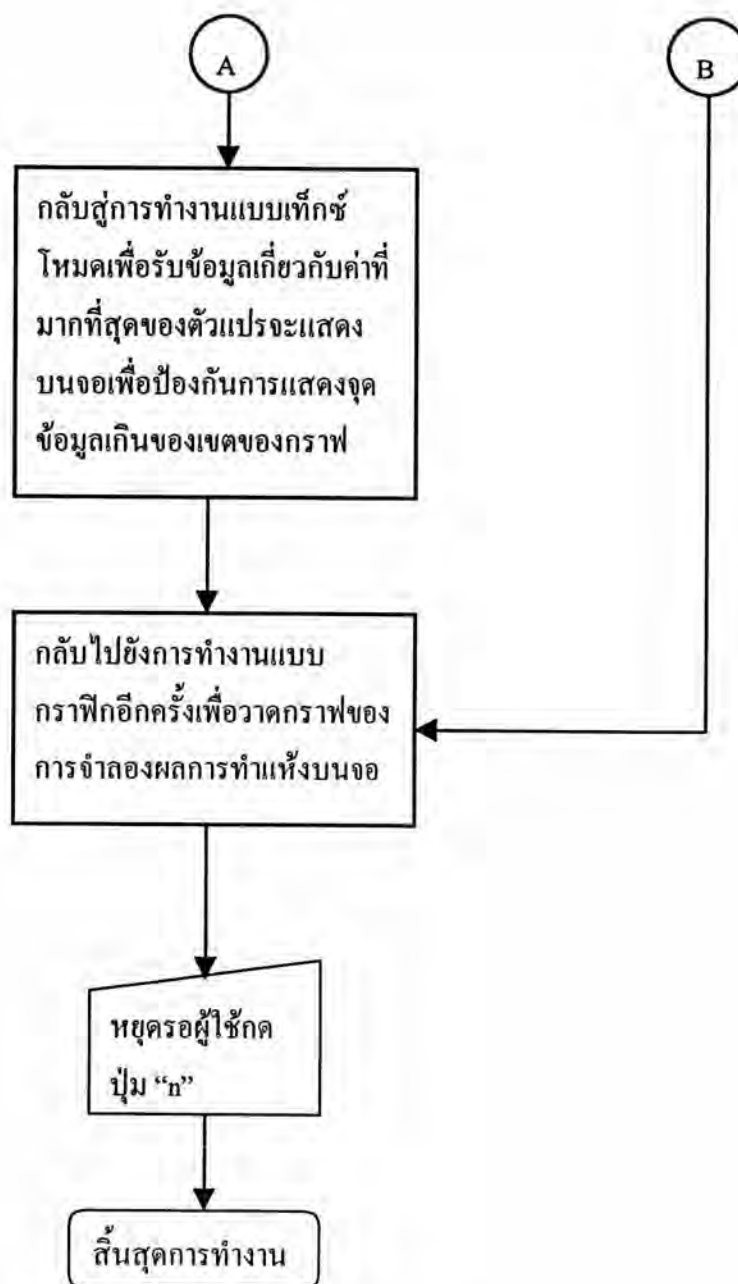 A
B
กลับสู่การทำงานแบบเท็กซ์
โหมดเพื่อรับข้อมูลเกี่ยวกับค่าที่
มากที่สุดของตัวแปรจะแสดง
บนจอเพื่อป้องกันการแสดงจุด
ข้อมูลเกินของเขตของกราฟ
กลับไปยังการทำงานแบบ
กราฟิกอีกครั้งเพื่อวาดกราฟของ
การจำลองผลการทำแห้งบนจอ
หยุดรอผู้ใช้กด
ปุ่ม “n”
สิ้นสุดการทำงาน